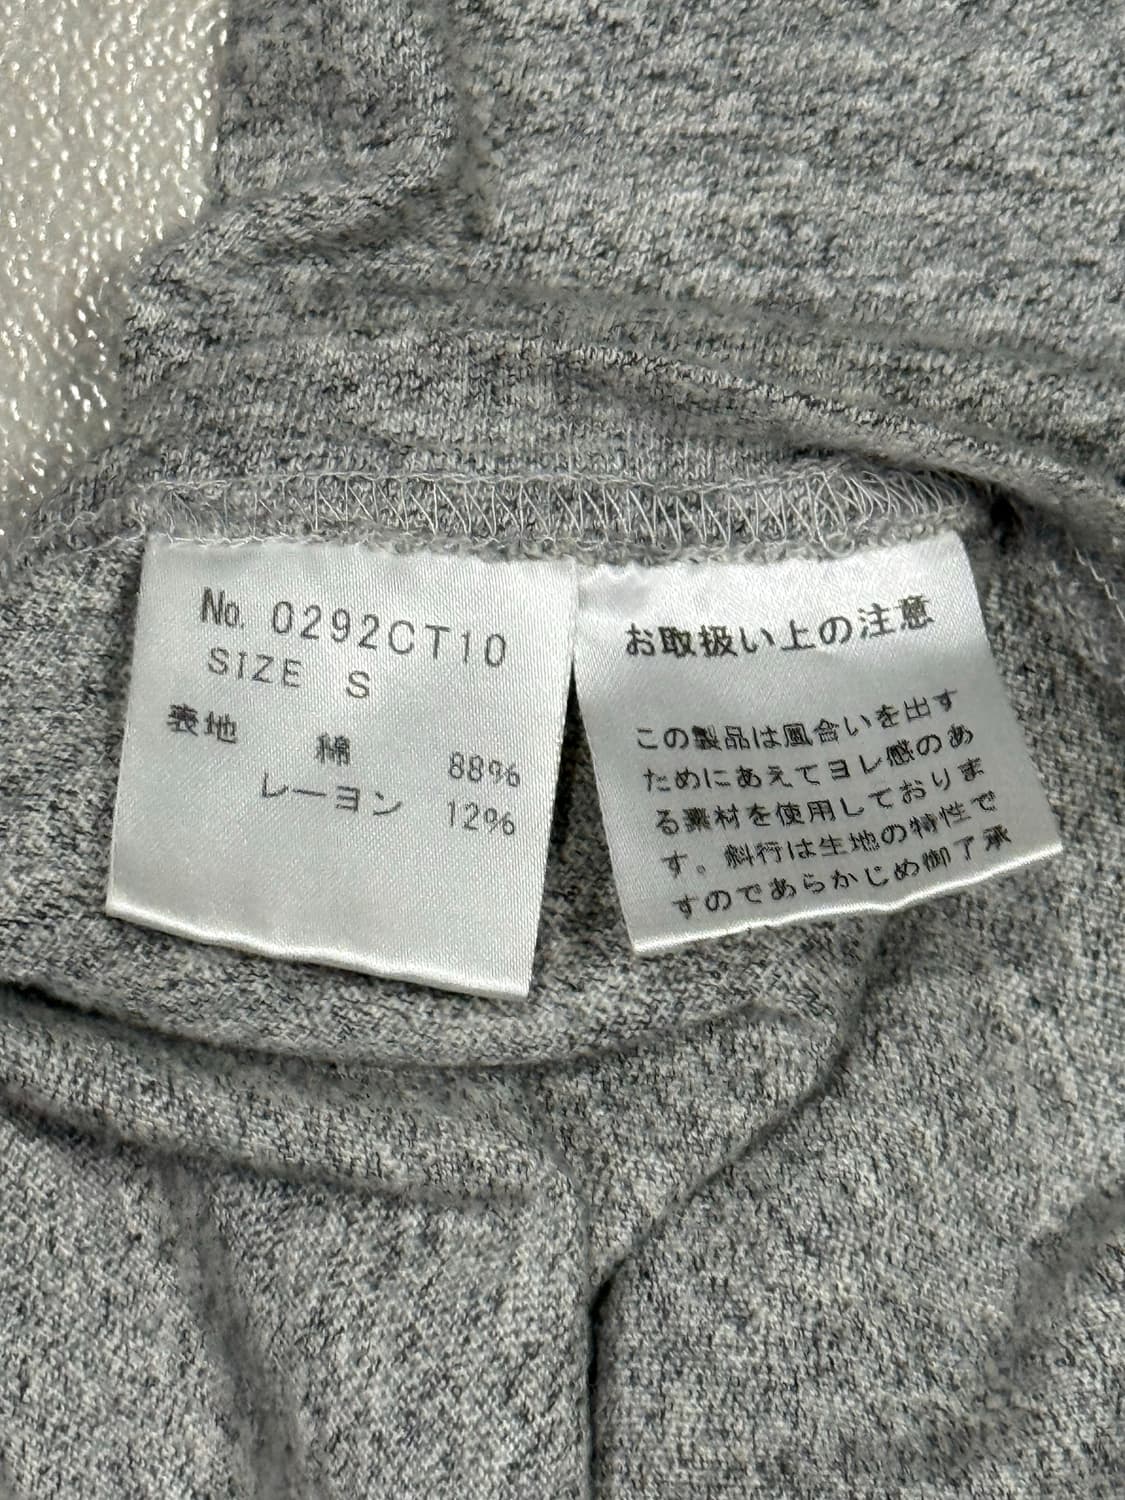 No. 0292CT10
SIZE S
表地 綿 88%
レーヨン 12%
お取扱い上の注意
この製品は風合いを出す
ためにあえてヨレ感のあ
る素材を使用しておりま
す。斜行は生地の特性で
すのであらかじめ御了承